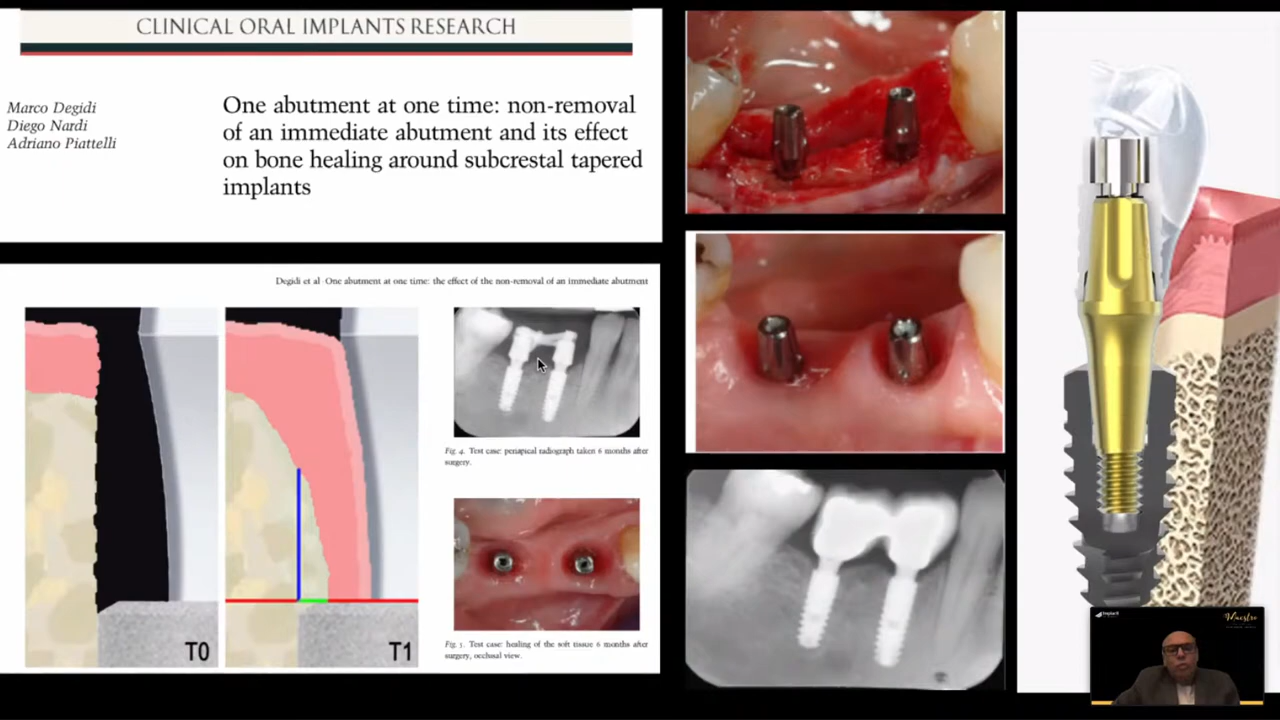 CLINICAL ORAL IMPLANTS RESEARCH
Marco Degidi
Diego Nardi
Adriano Piattelli
One abutment at one time: non-removal
of an immediate abutment and its effect
on bone healing around subcrestal tapered
implants
Degidi et al · One abutment at one time: the effect of the non-removal of an immediate abutment
T0
T1
Fig. 4. Test case: periapical radiograph taken 6 months after
surgery.
Fig. 5. Test case: healing of the soft tissue 6 months after
surgery, occlusal view.
Maestro